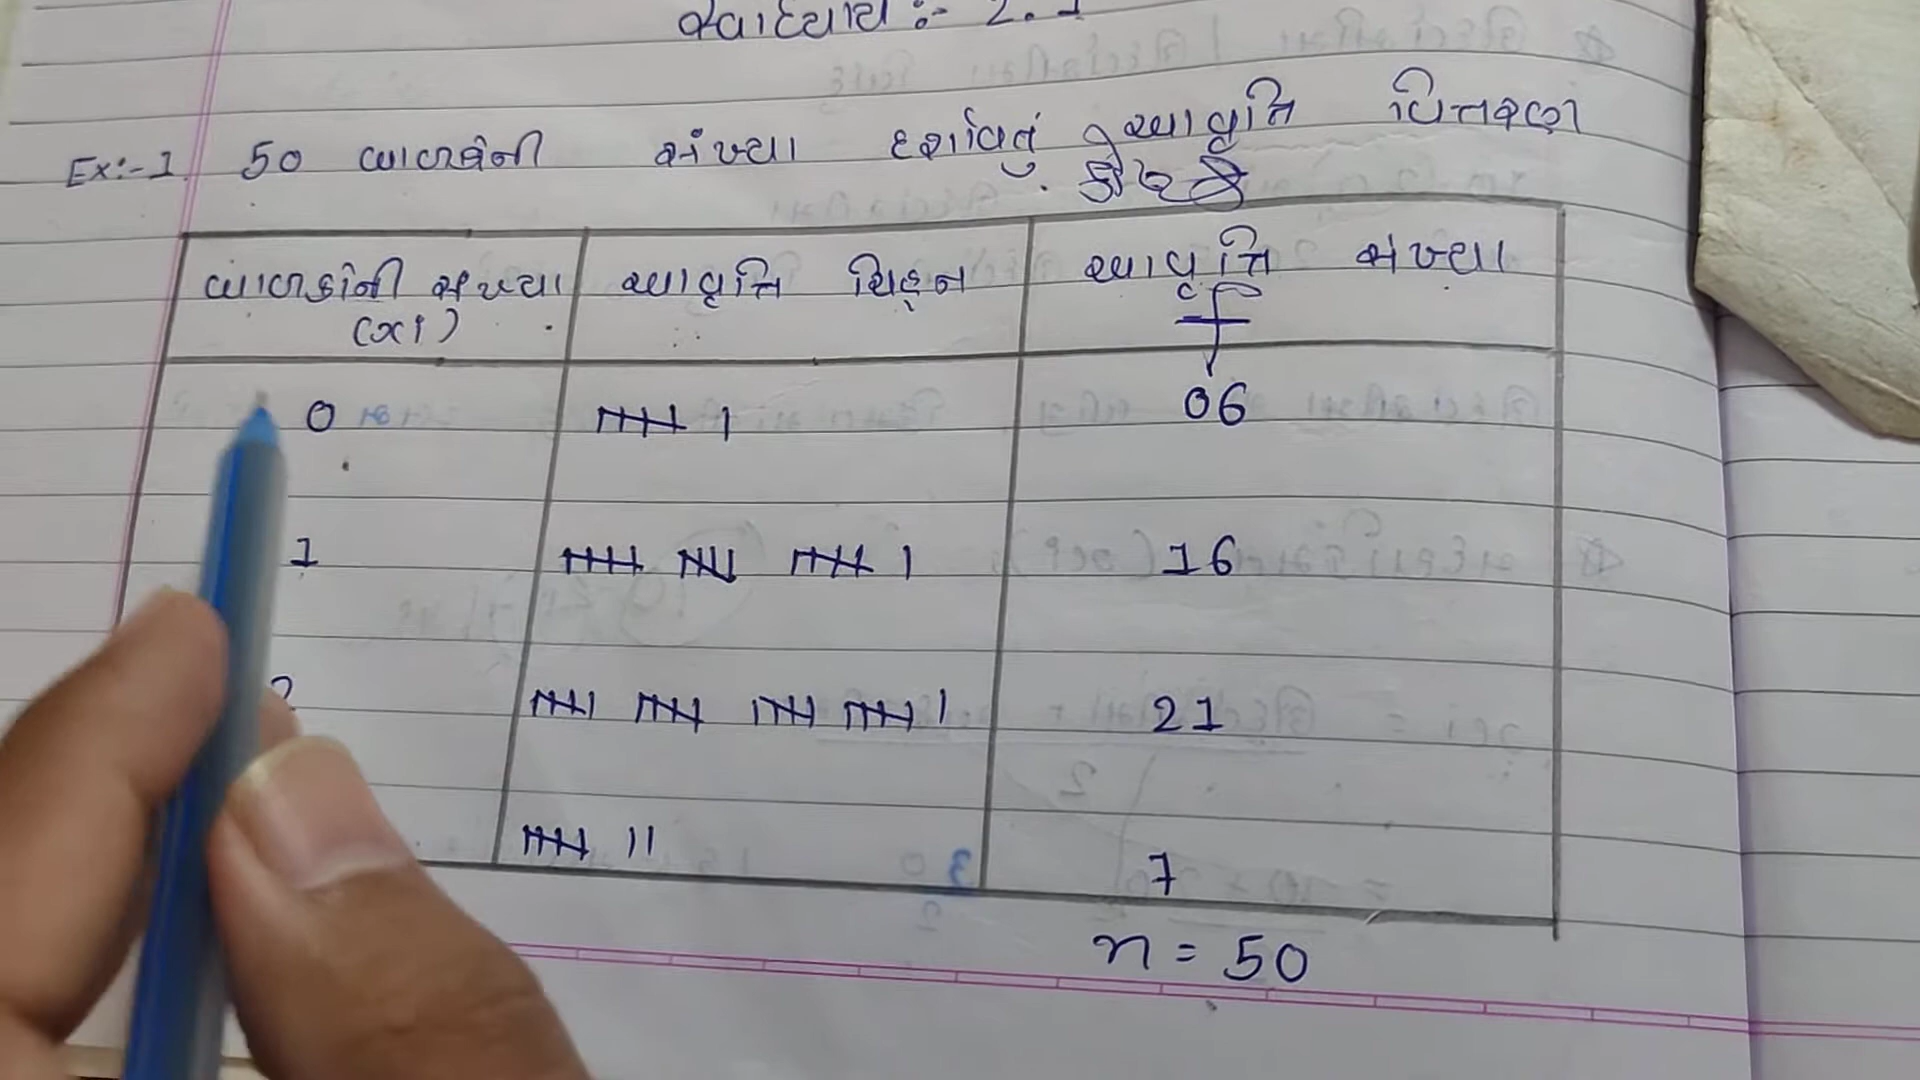 સ્વાધ્યાય :- 2.1
Ex:-1 50 બાળકોની સંખ્યા દર્શાવતું આવૃત્તિ વિતરણ
કોષ્ટક
બાળકોની સંખ્યા (xi) આવૃત્તિ ચિહ્ન આવૃત્તિ સંખ્યા f
0 ~~||||~~ | 06
1 ~~||||~~ ~~||||~~ ~~||||~~ | 16
2 ~~||||~~ ~~||||~~ ~~||||~~ ~~||||~~ | 21
~~||||~~ || 7
n = 50